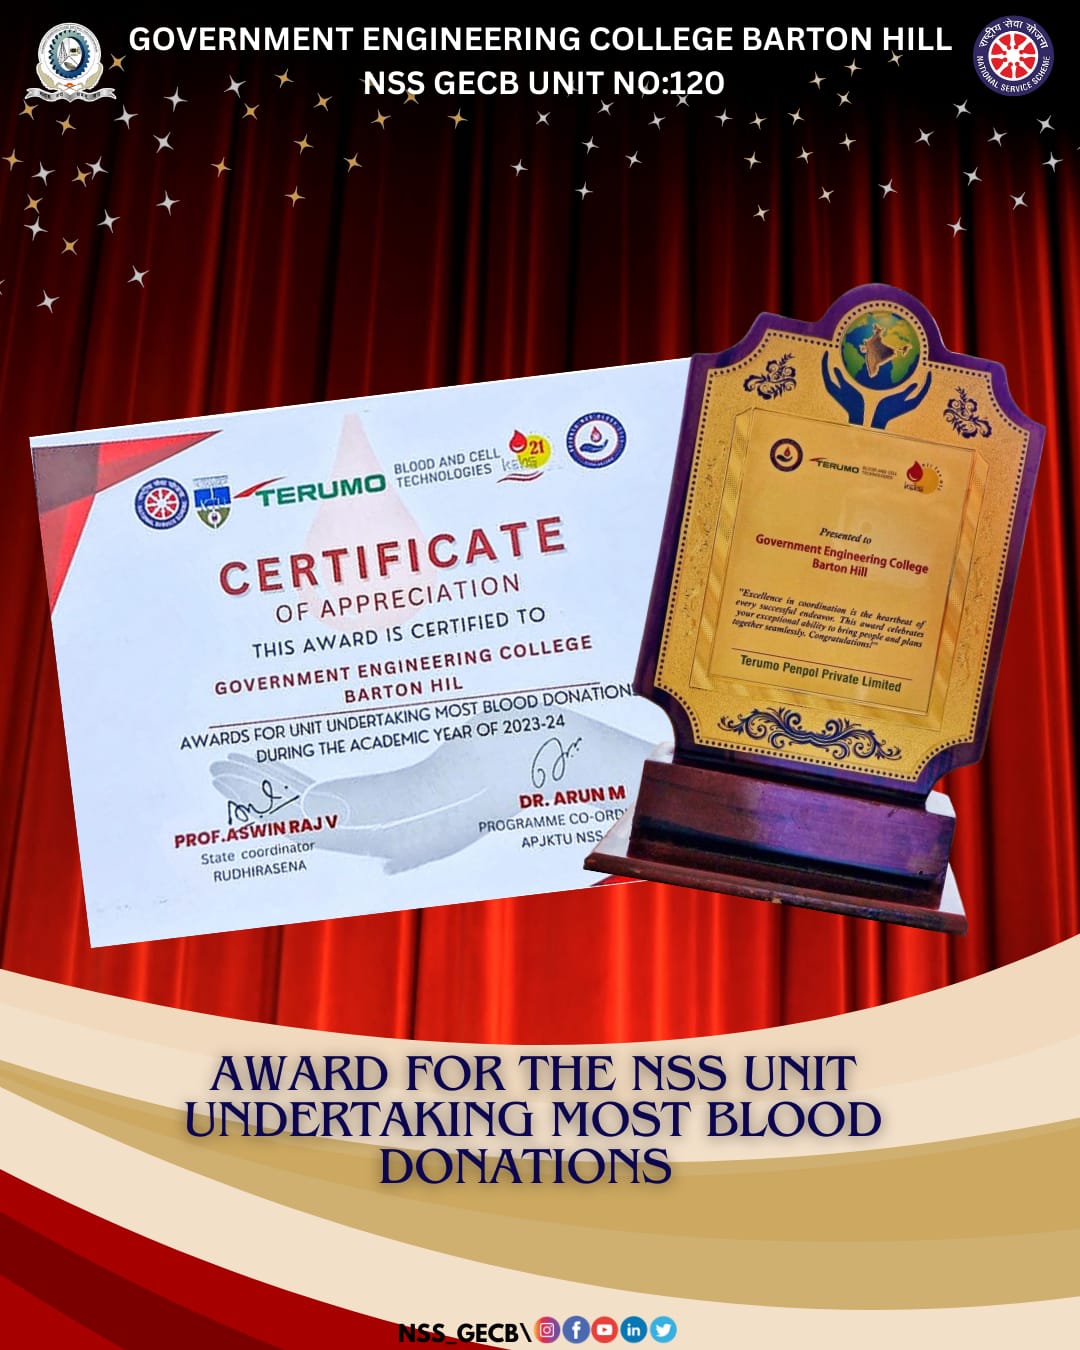 GOVERNMENT ENGINEERING COLLEGE BARTON HILL
NSS GECB UNIT NO:120
राष्ट्रीय सेवा योजना
NATIONAL SERVICE SCHEME
TERUMO
BLOOD AND CELL
TECHNOLOGIES
21
CERTIFICATE
OF APPRECIATION
THIS AWARD IS CERTIFIED TO
GOVERNMENT ENGINEERING COLLEGE
BARTON HIL
AWARDS FOR UNIT UNDERTAKING MOST BLOOD DONATIONS
DURING THE ACADEMIC YEAR OF 2023-24
PROF.ASWIN RAJ V
State coordinator
RUDHIRASENA
DR. ARUN M
PROGRAMME CO-ORD
APJKTU NSS
TERUMO
BLOOD AND CELL
TECHNOLOGIES
Presented to
Government Engineering College
Barton Hill
"Excellence in coordination is the heartbeat of
every successful endeavor. This award celebrates
your exceptional ability to bring people and plans
together seamlessly. Congratulations!"
Terumo Penpol Private Limited
AWARD FOR THE NSS UNIT
UNDERTAKING MOST BLOOD
DONATIONS
NSS_GECB\